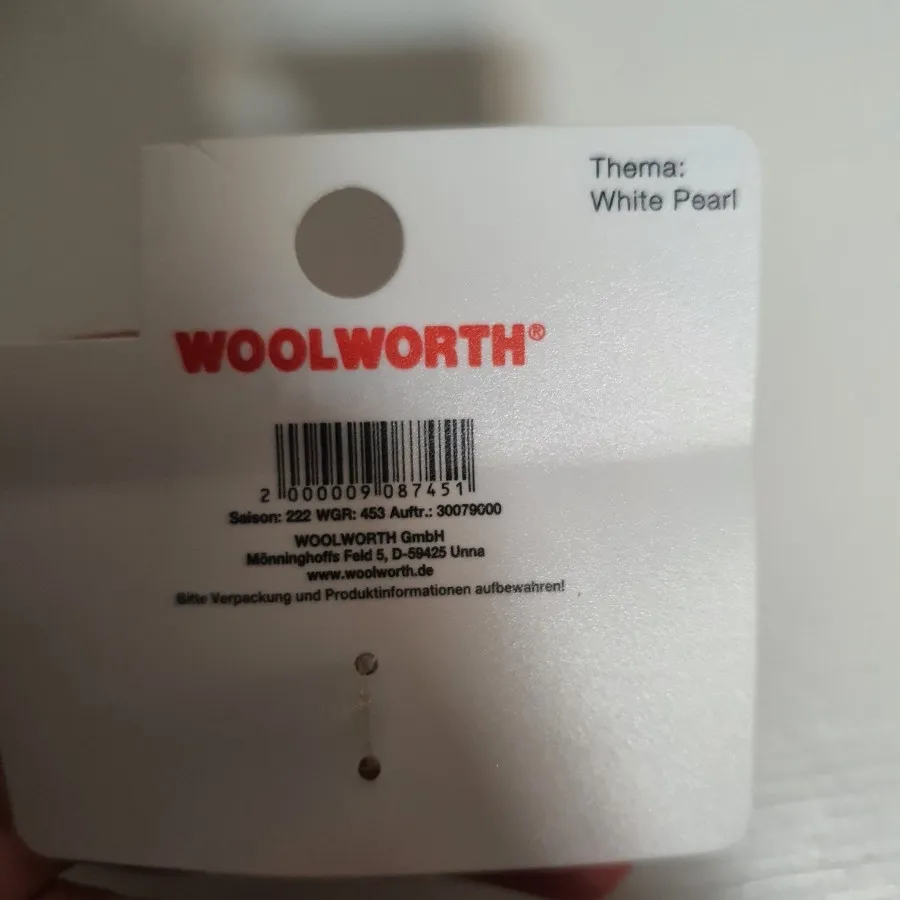 Thema:
White Pearl
WOOLWORTH®
2 000009 087451
Saison: 222 WGR: 453 Auftr.: 30079000
WOOLWORTH GmbH
Mönninghoffs Feld 5, D-59425 Unna
www.woolworth.de
Bitte Verpackung und Produktinformationen aufbewahren!